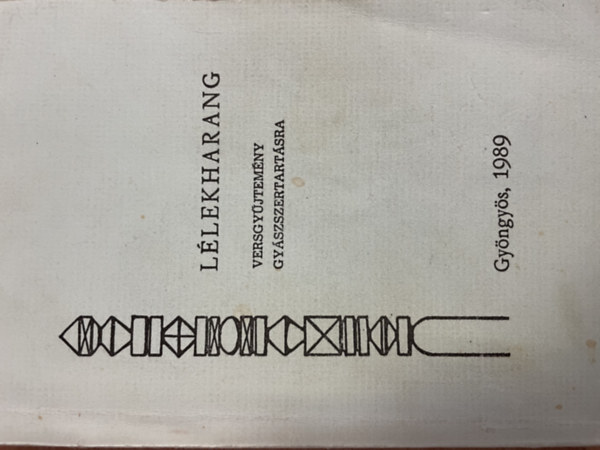 LÉLEKHARANG
VERSGYŰJTEMÉNY
GYÁSZSZERTARTÁSRA
Gyöngyös, 1989